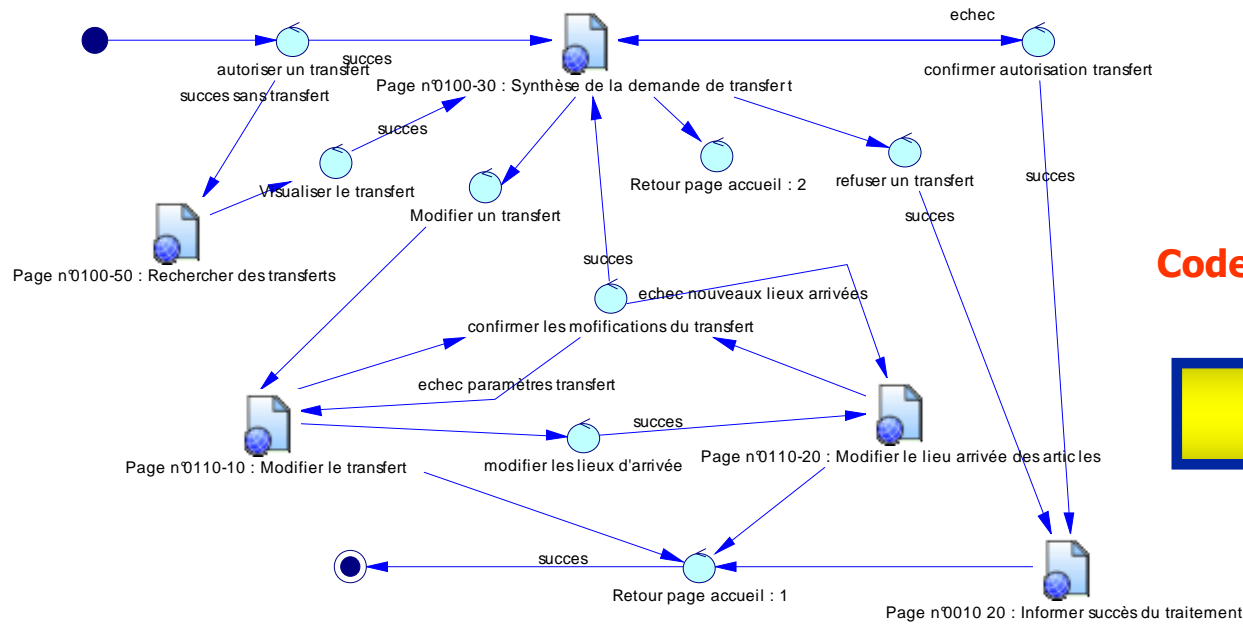 echec
succes
autoriser un transfert
confirmer autorisation transfert
Page n°0100-30 : Synthèse de la demande de transfert
succes sans transfert
succes
Visualiser le transfert
Retour page accueil : 2
refuser un transfert
succes
Modifier un transfert
succes
Page n°0100-50 : Rechercher des transferts
succes
Code
echec nouveaux lieux arrivées
confirmer les mofifications du transfert
echec paramètres transfert
succes
Page n°0110-10 : Modifier le transfert
modifier les lieux d'arrivée
Page n°0110-20 : Modifier le lieu arrivée des articles
succes
Retour page accueil : 1
Page n°0010 20 : Informer succès du traitement